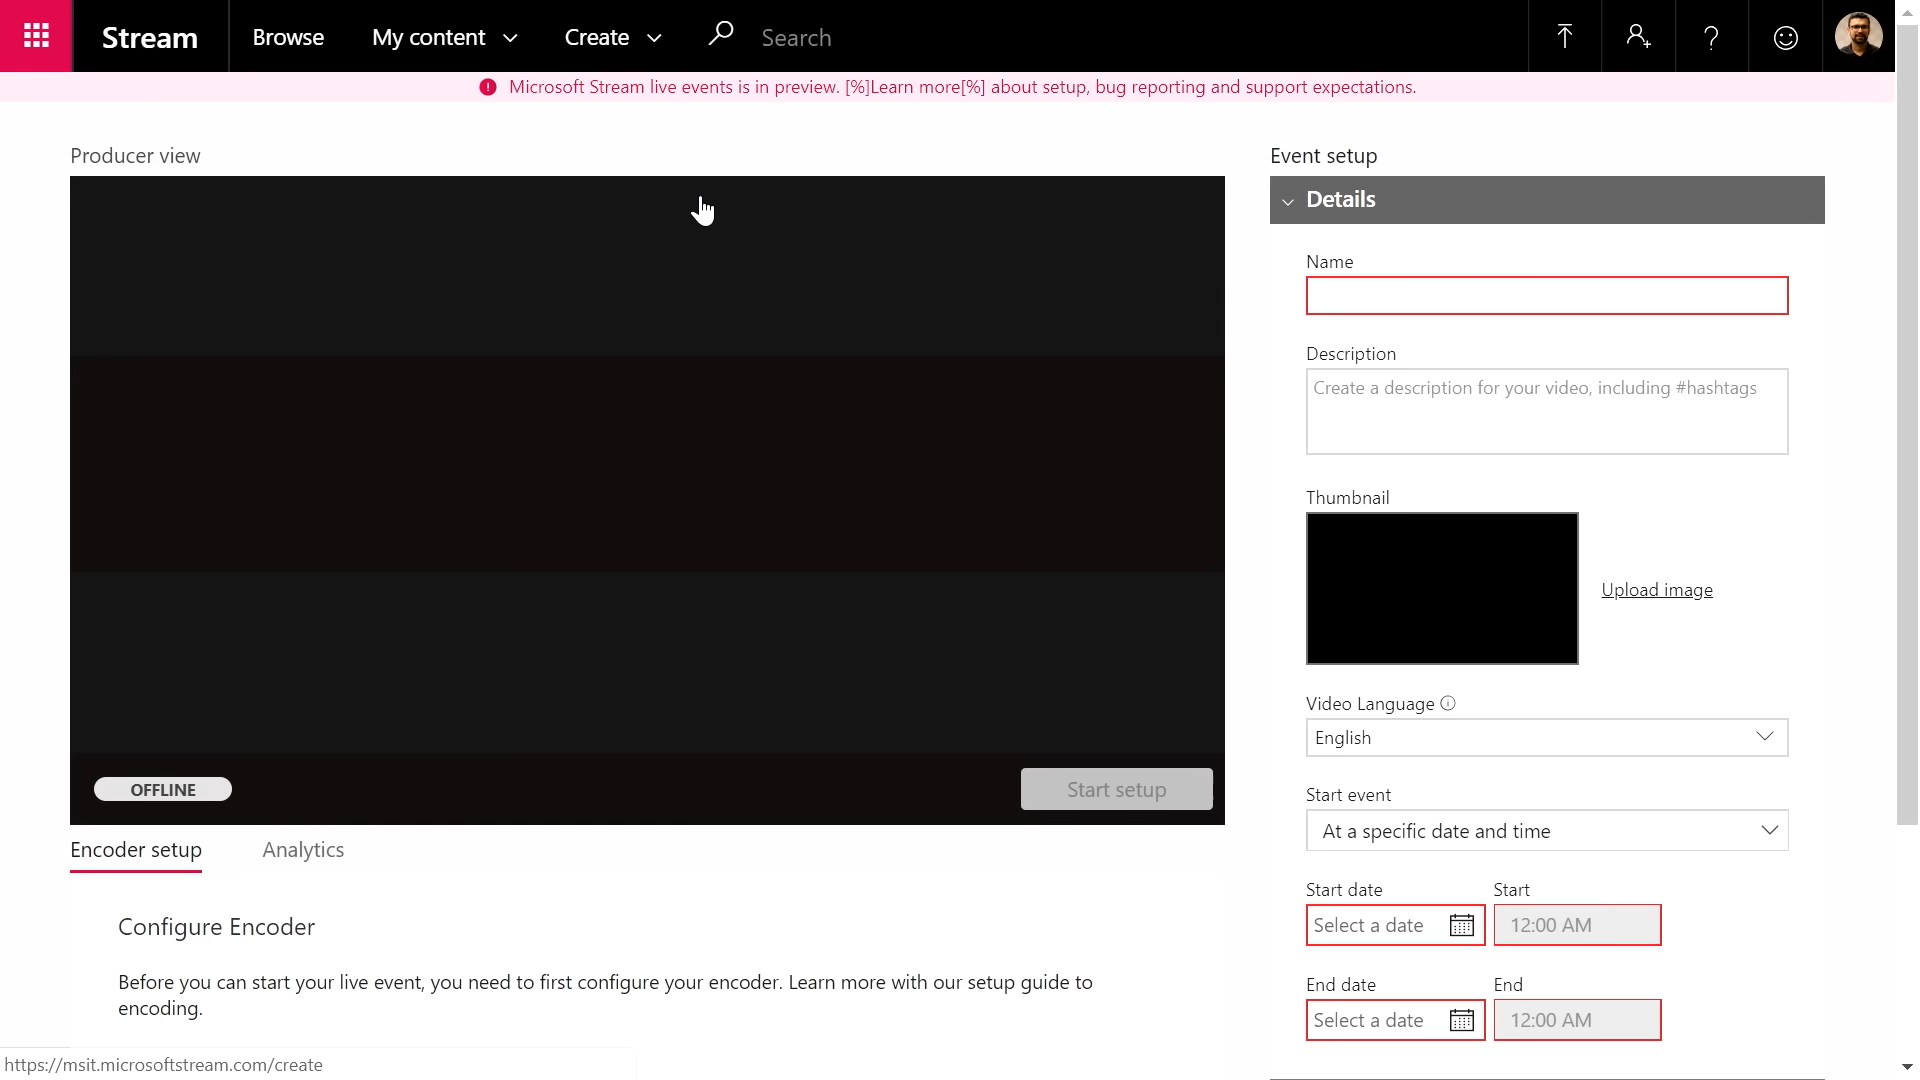 Stream
Browse
My content
Create
Search
Microsoft Stream live events is in preview. [%]Learn more[%] about setup, bug reporting and support expectations.
Producer view
OFFLINE
Start setup
Encoder setup
Analytics
Configure Encoder
Before you can start your live event, you need to first configure your encoder. Learn more with our setup guide to
encoding.
Event setup
Details
Name
Description
Create a description for your video, including #hashtags
Thumbnail
Upload image
Video Language
English
Start event
At a specific date and time
Start date
Start
Select a date
12:00 AM
End date
End
Select a date
12:00 AM
https://msit.microsoftstream.com/create